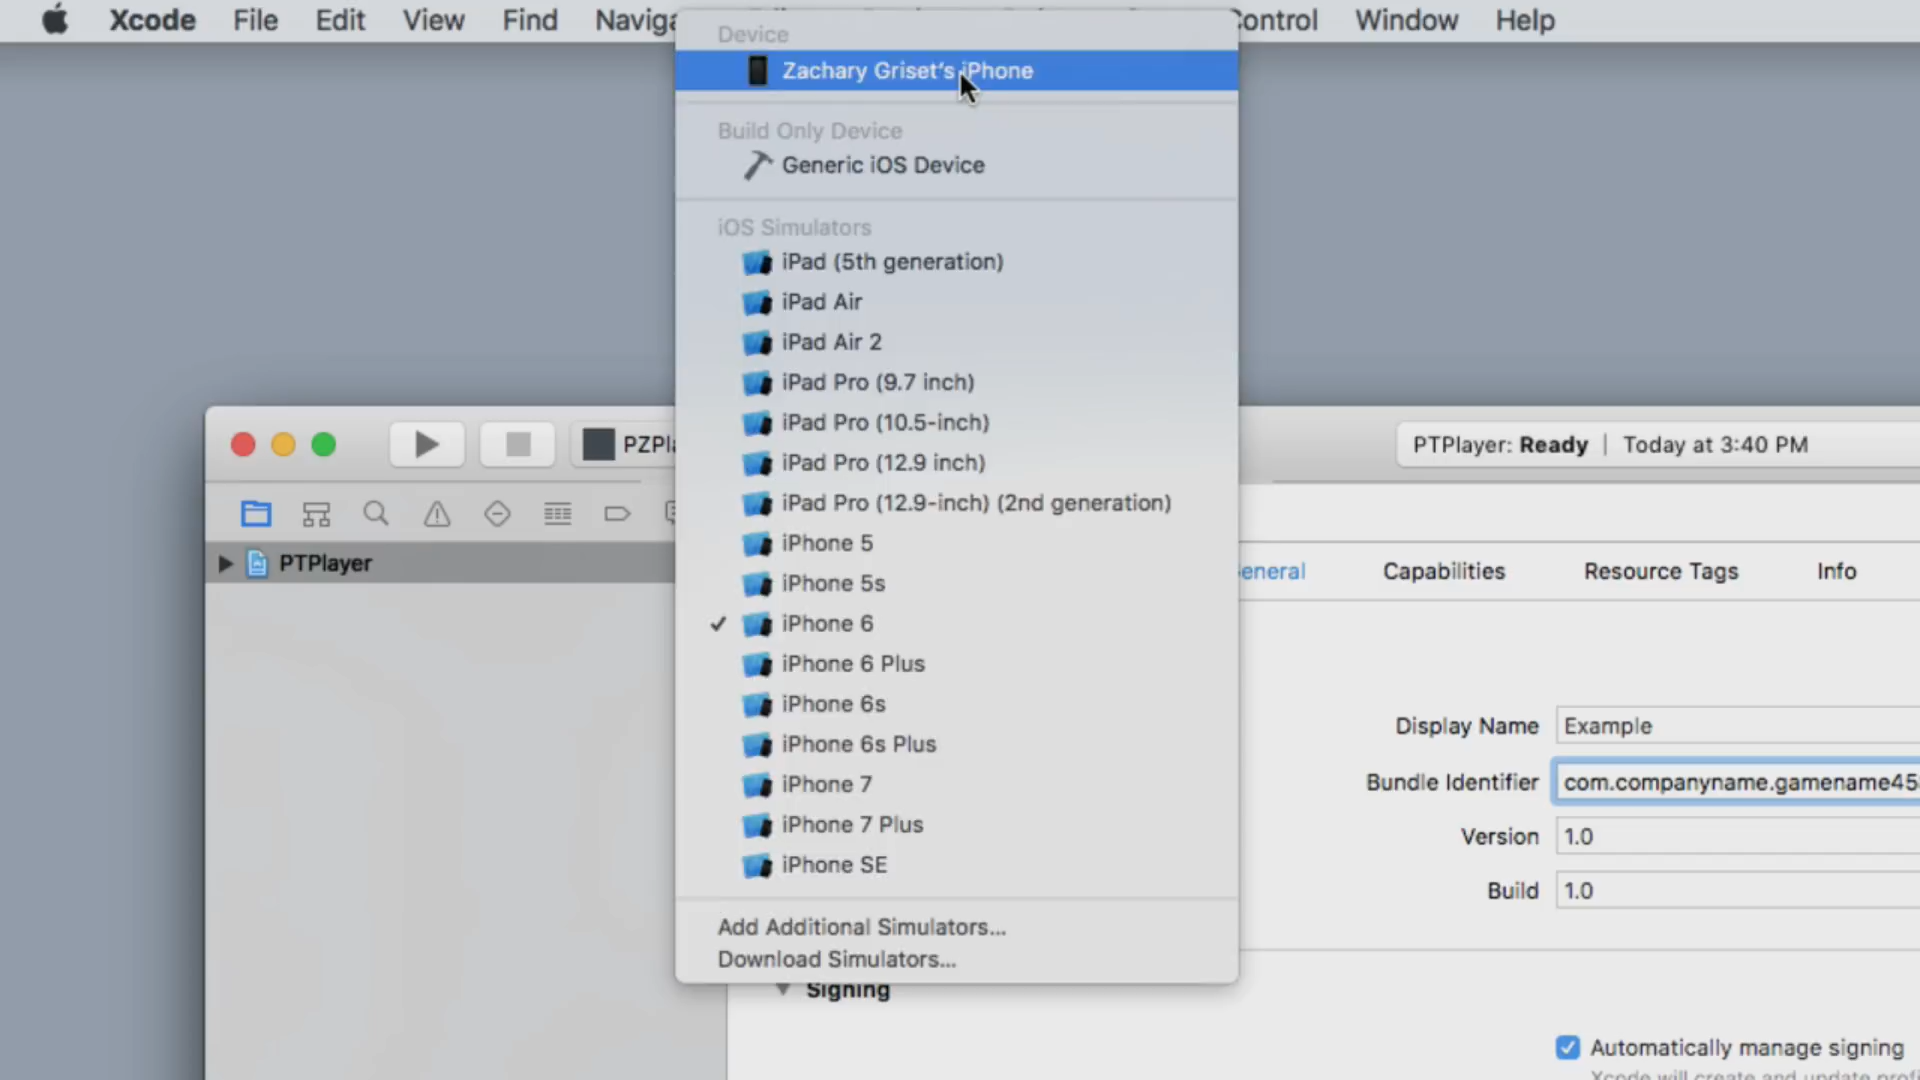 Xcode File Edit View Find Window Help
Device
Zachary Griset's iPhone
Build Only Device
Generic iOS Device
iOS Simulators
iPad (5th generation)
iPad Air
iPad Air 2
iPad Pro (9.7 inch)
iPad Pro (10.5-inch)
iPad Pro (12.9 inch)
iPad Pro (12.9-inch) (2nd generation)
iPhone 5
iPhone 5s
iPhone 6
iPhone 6 Plus
iPhone 6s
iPhone 6s Plus
iPhone 7
iPhone 7 Plus
iPhone SE
Add Additional Simulators...
Download Simulators...
PTPlayer: Ready | Today at 3:40 PM
PTPlayer
Capabilities Resource Tags Info
Display Name Example
Bundle Identifier com.companyname.gamename45
Version 1.0
Build 1.0
Signing
Automatically manage signing
Xcode will create and update